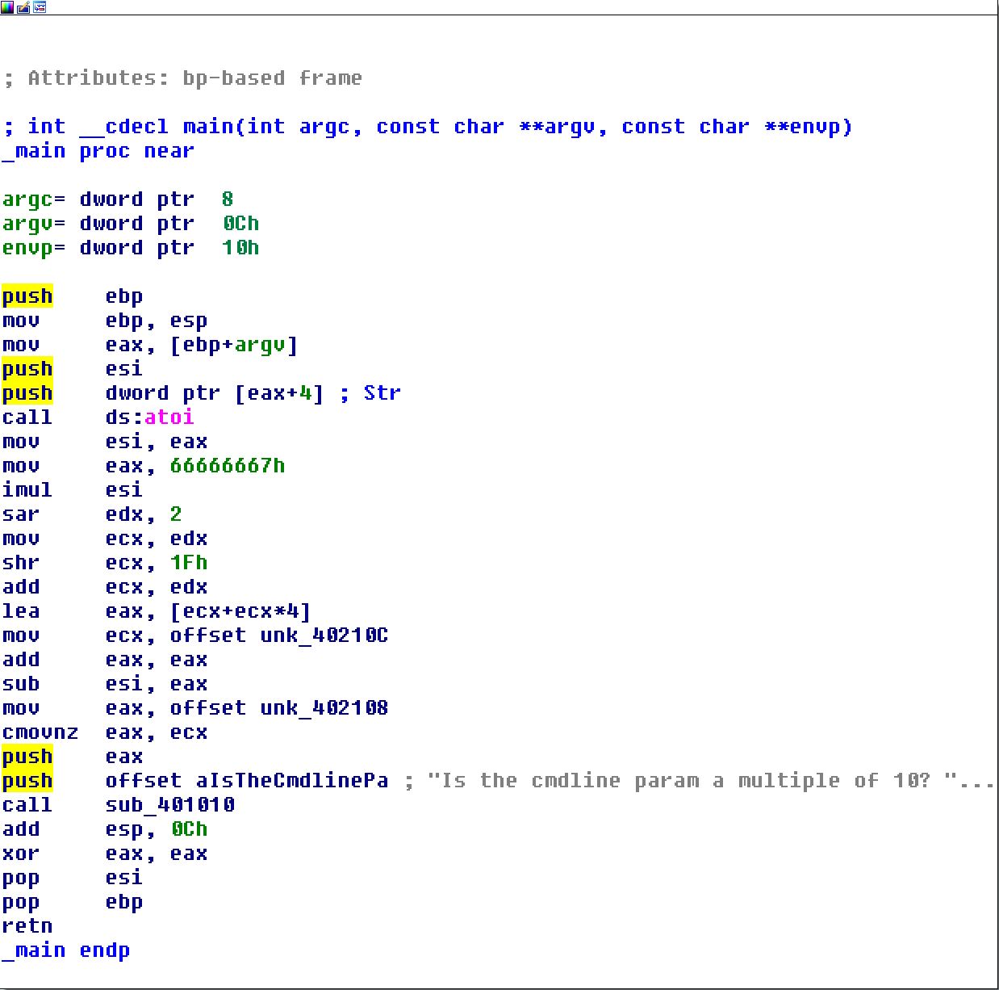 ; Attributes: bp-based frame
; int __cdecl main(int argc, const char **argv, const char **envp)
_main proc near
argc= dword ptr  8
argv= dword ptr  0Ch
envp= dword ptr  10h
push    ebp
mov     ebp, esp
mov     eax, [ebp+argv]
push    esi
push    dword ptr [eax+4] ; Str
call    ds:atoi
mov     esi, eax
mov     eax, 66666667h
imul    esi
sar     edx, 2
mov     ecx, edx
shr     ecx, 1Fh
add     ecx, edx
lea     eax, [ecx+ecx*4]
mov     ecx, offset unk_40210C
add     eax, eax
sub     esi, eax
mov     eax, offset unk_402108
cmovnz  eax, ecx
push    eax
push    offset aIsTheCmdlinePa ; "Is the cmdline param a multiple of 10? "...
call    sub_401010
add     esp, 0Ch
xor     eax, eax
pop     esi
pop     ebp
retn
_main endp